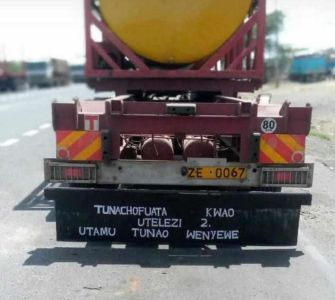 80
ZE 0067
TUNACHOFUATA KWAO
UTELEZI 2.
UTAMU TUNAO WENYEWE